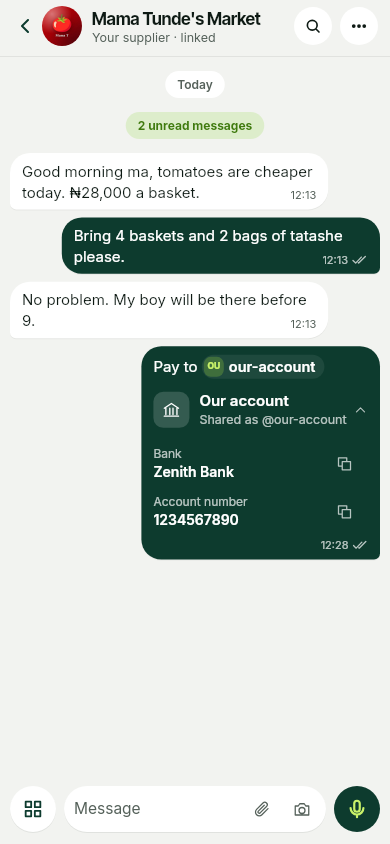 Mama Tunde's Market
Your supplier · linked
Today
2 unread messages
Good morning ma, tomatoes are cheaper
today. ₦28,000 a basket.
12:13
Bring 4 baskets and 2 bags of tatashe
please.
12:13
No problem. My boy will be there before
9.
12:13
Pay to OU our-account
Our account
Shared as @our-account
Bank
Zenith Bank
Account number
1234567890
12:28
Message